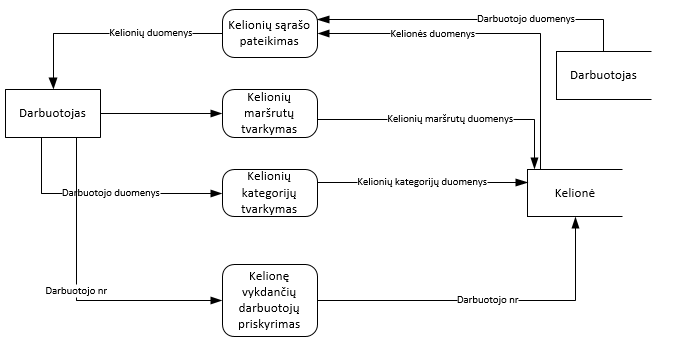 Kelionių sąrašo
pateikimas
Darbuotojo duomenys
Kelionių duomenys
Kelionės duomenys
Darbuotojas
Darbuotojas
Kelionių
maršrutų
tvarkymas
Kelionių maršrutų duomenys
Kelionių
kategorijų
tvarkymas
Kelionių kategorijų duomenys
Darbuotojo duomenys
Kelionė
Kelionę
vykdančių
darbuotojų
priskyrimas
Darbuotojo nr
Darbuotojo nr